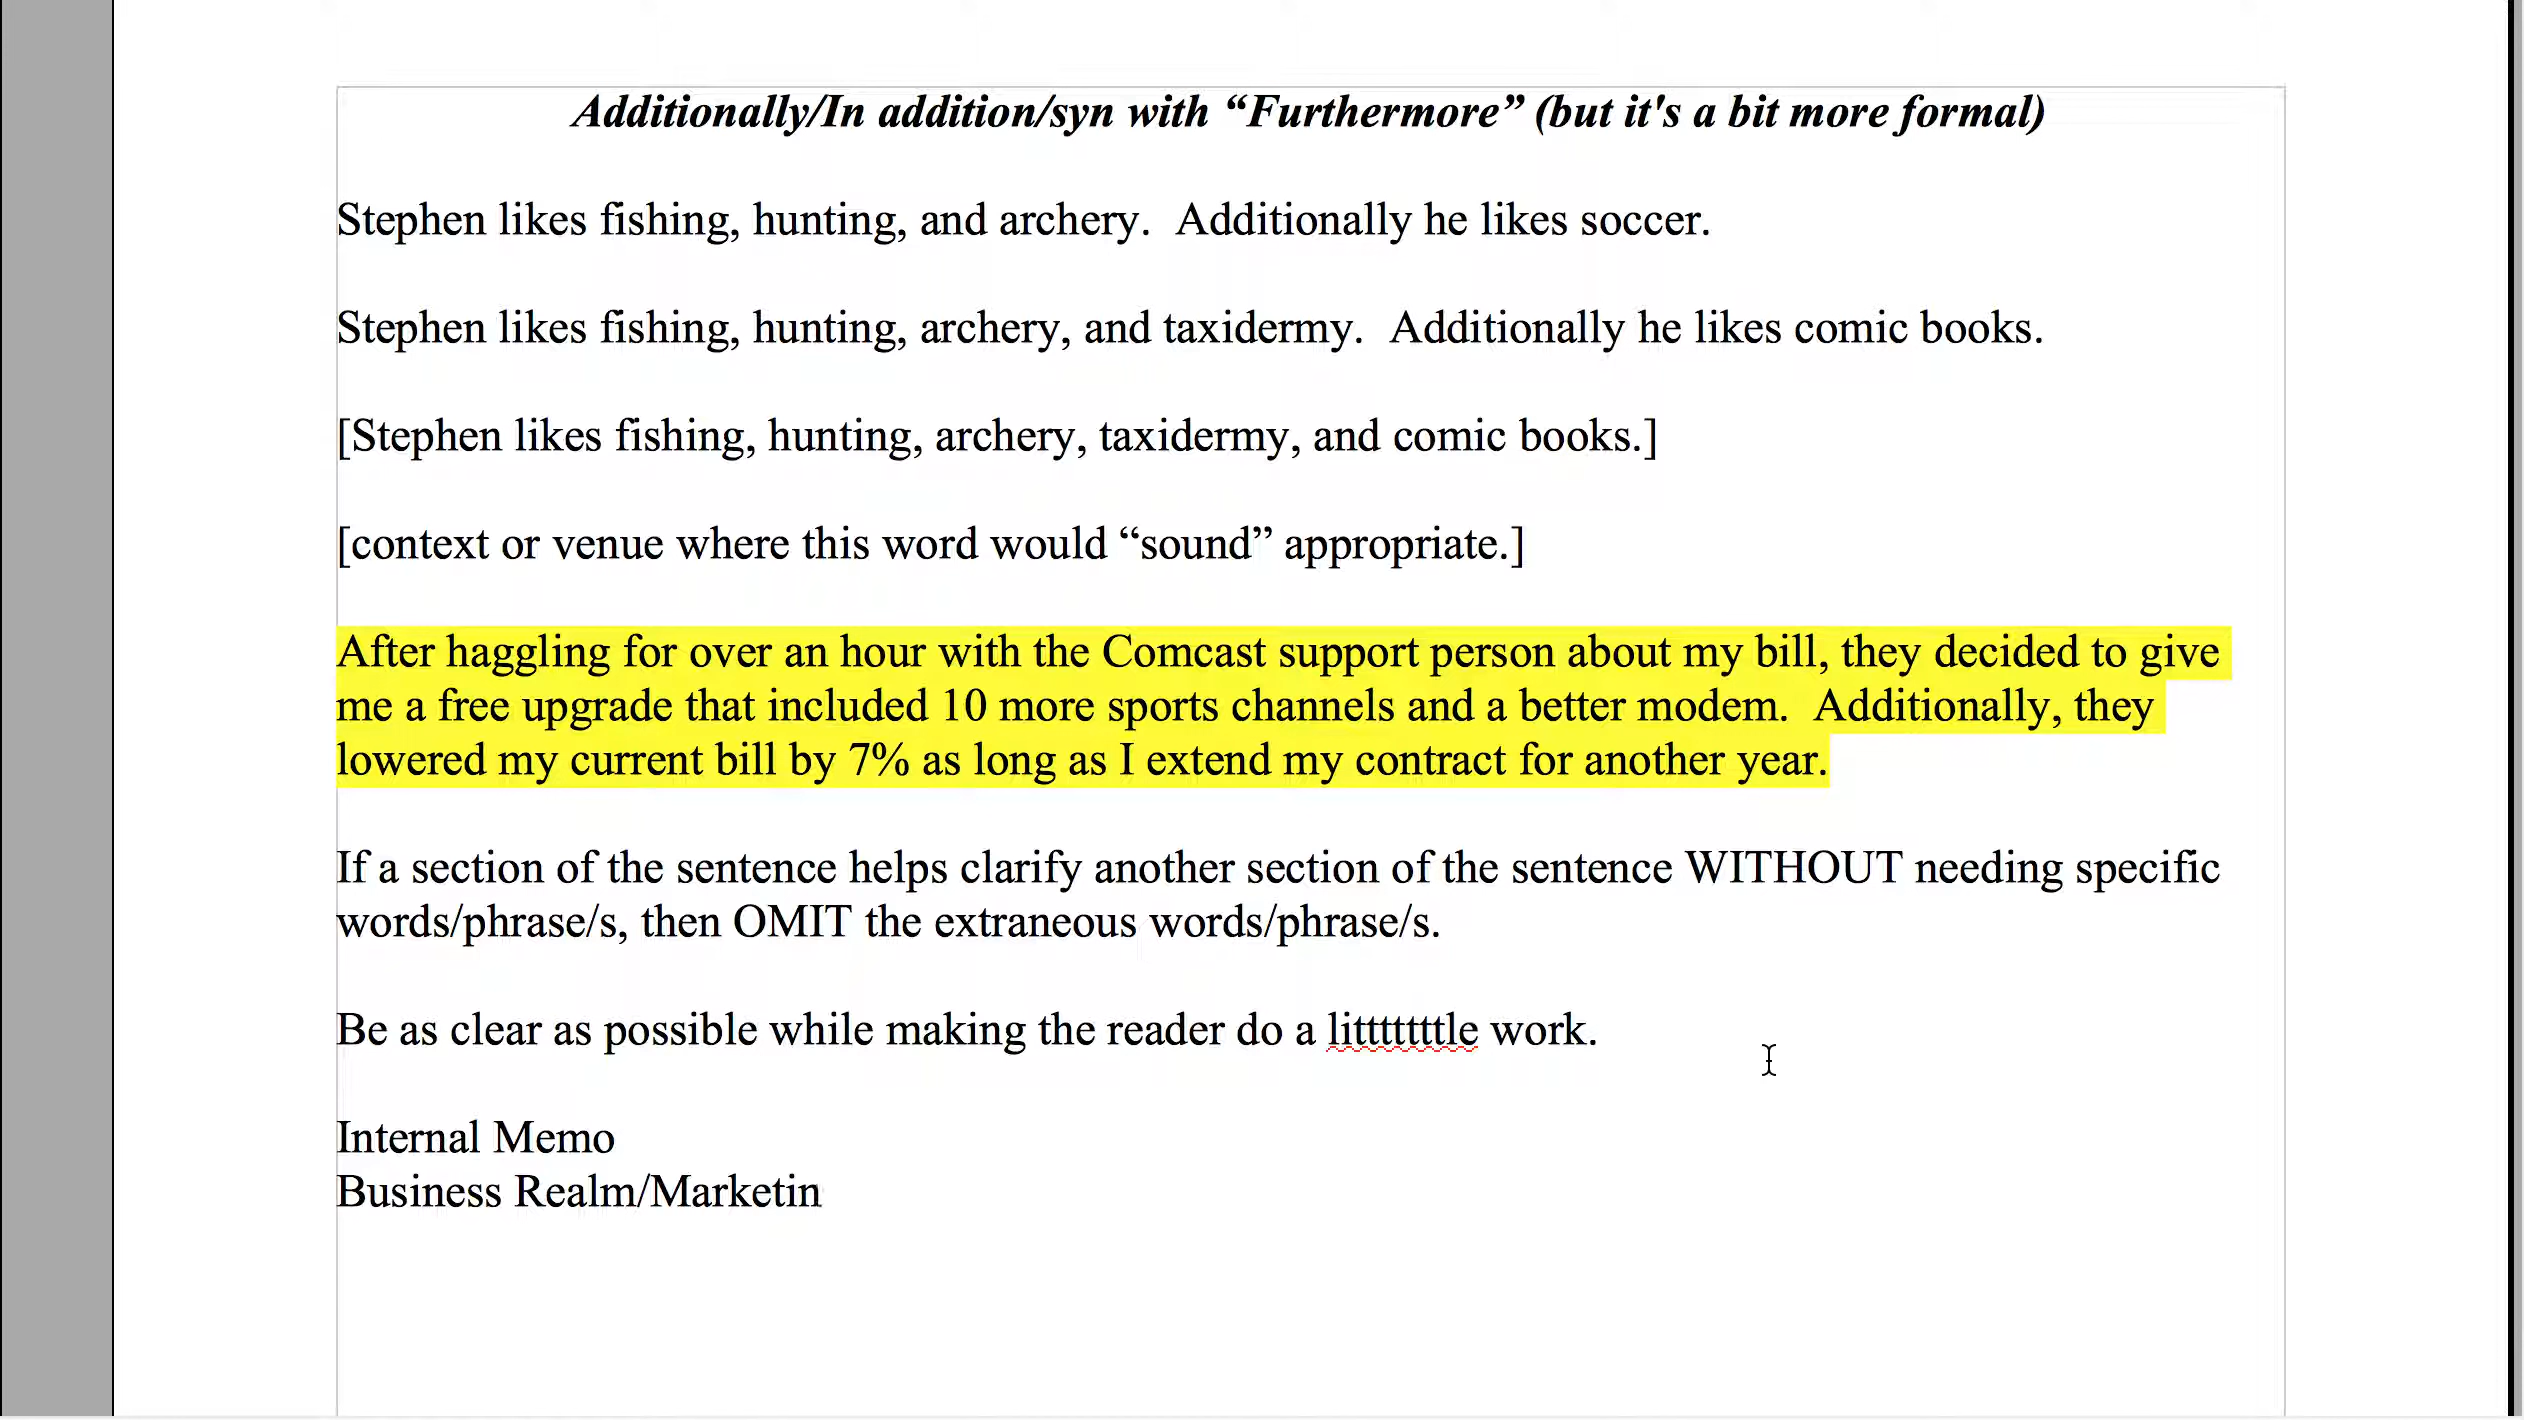 Additionally/In addition/syn with “Furthermore” (but it's a bit more formal)
Stephen likes fishing, hunting, and archery.  Additionally he likes soccer.
Stephen likes fishing, hunting, archery, and taxidermy.  Additionally he likes comic books.
[Stephen likes fishing, hunting, archery, taxidermy, and comic books.]
[context or venue where this word would “sound” appropriate.]
After haggling for over an hour with the Comcast support person about my bill, they decided to give
me a free upgrade that included 10 more sports channels and a better modem.  Additionally, they
lowered my current bill by 7% as long as I extend my contract for another year.
If a section of the sentence helps clarify another section of the sentence WITHOUT needing specific
words/phrase/s, then OMIT the extraneous words/phrase/s.
Be as clear as possible while making the reader do a littttttttle work.
Internal Memo
Business Realm/Marketin